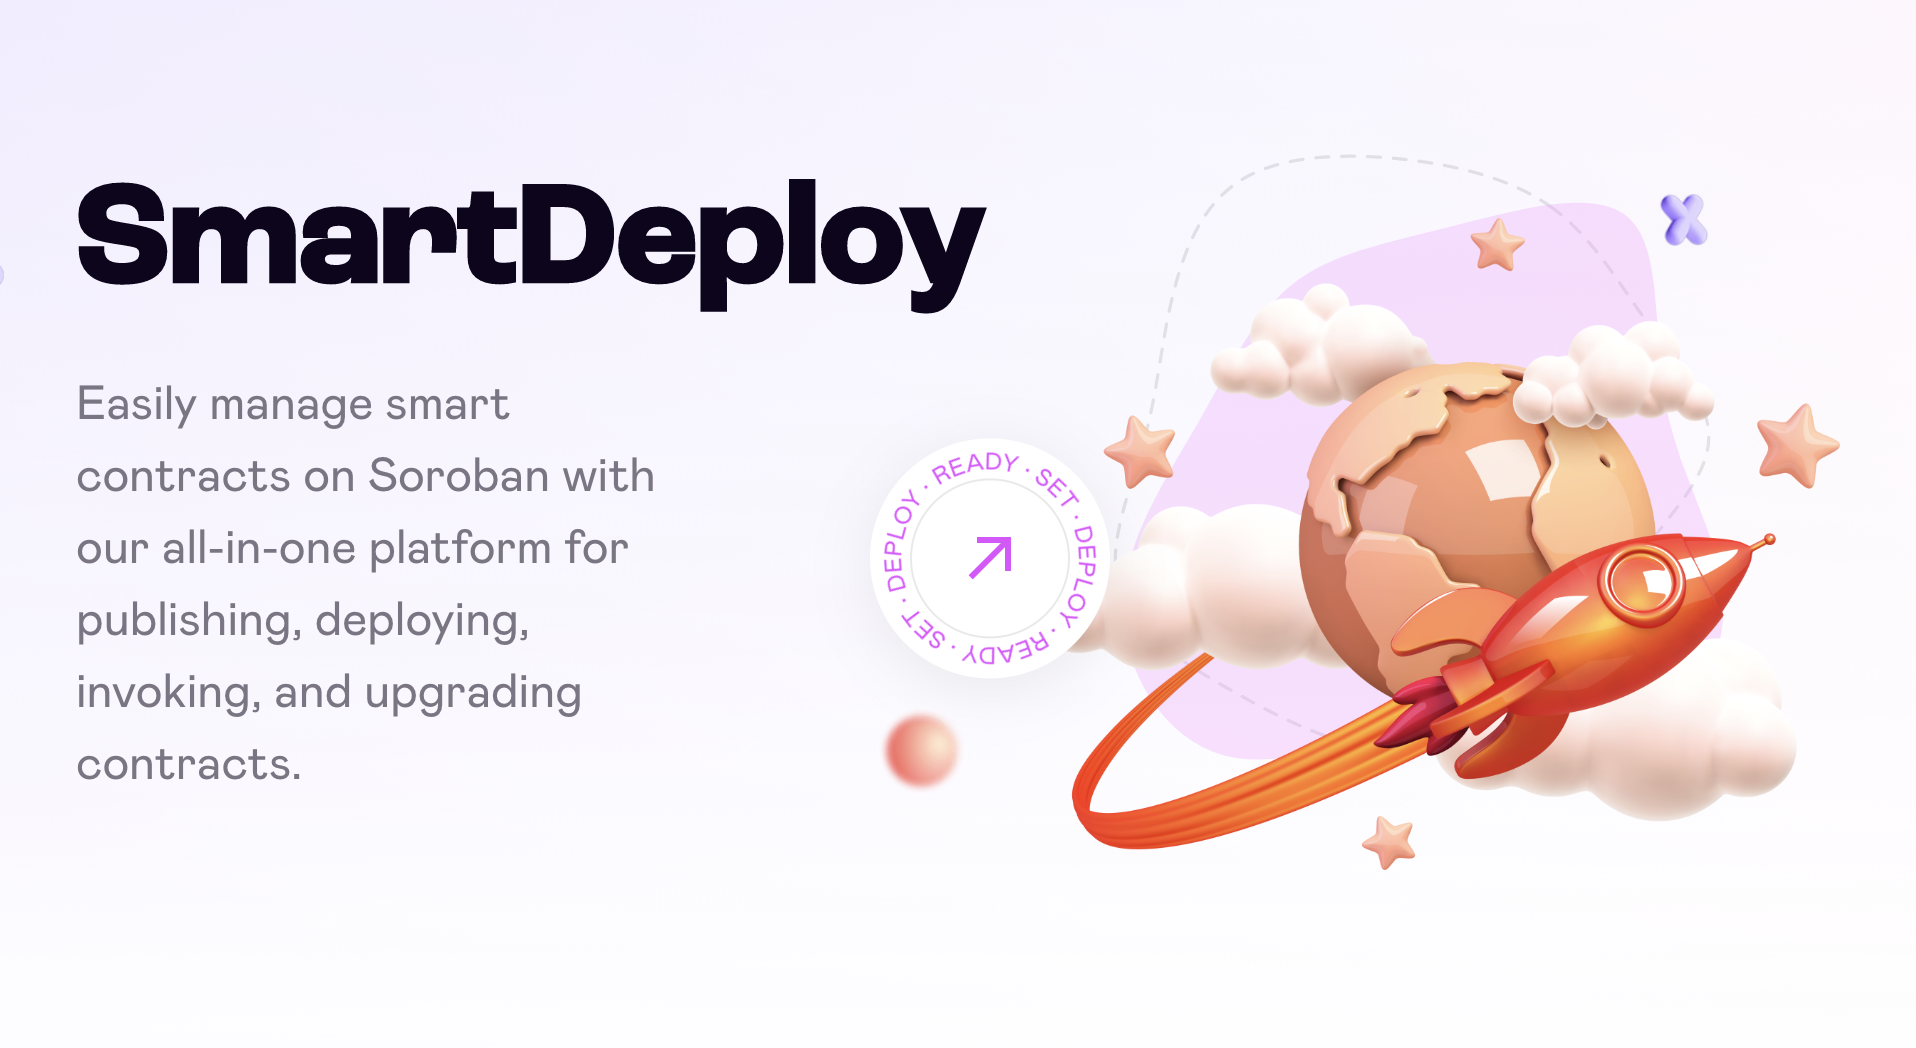 SmartDeploy
Easily manage smart
contracts on Soroban with
our all-in-one platform for
publishing, deploying,
invoking, and upgrading
contracts.
READY · SET · DEPLOY · READY · SET · DEPLOY ·